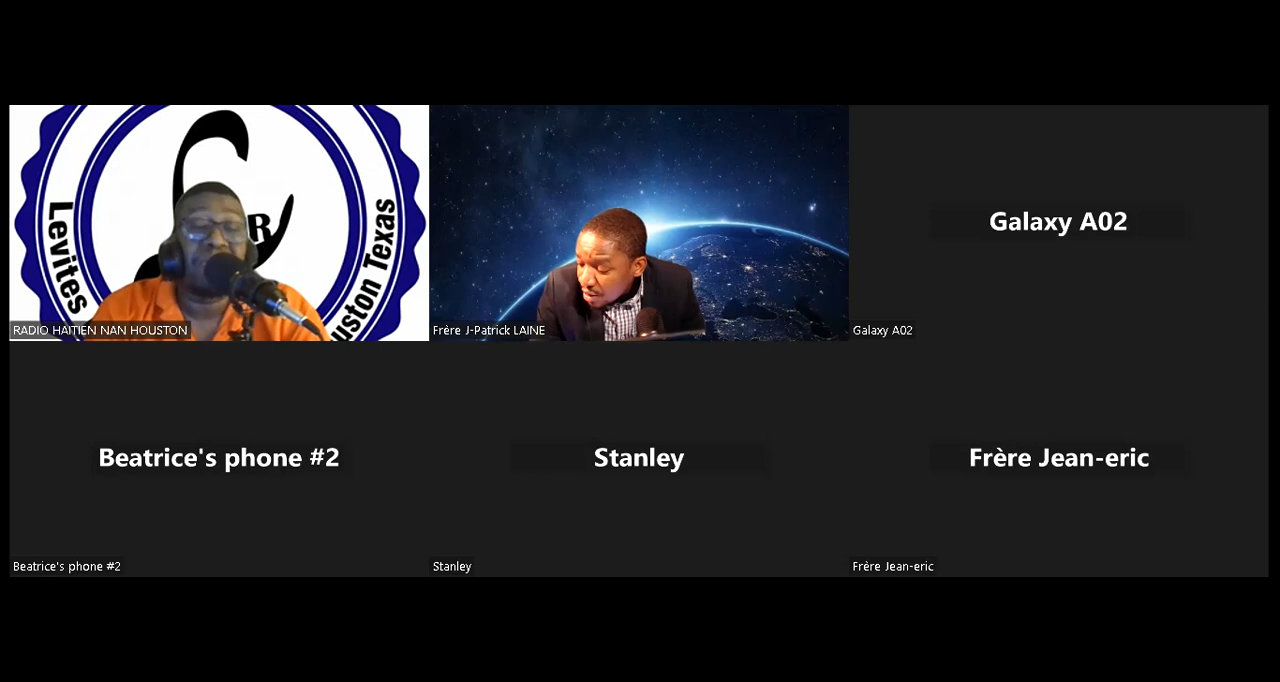 Levites
R
uston Texas
RADIO HAITIEN NAN HOUSTON
Frère J-Patrick LAINE
Galaxy A02
Galaxy A02
Beatrice's phone #2
Stanley
Frère Jean-eric
Beatrice's phone #2
Stanley
Frère Jean-eric